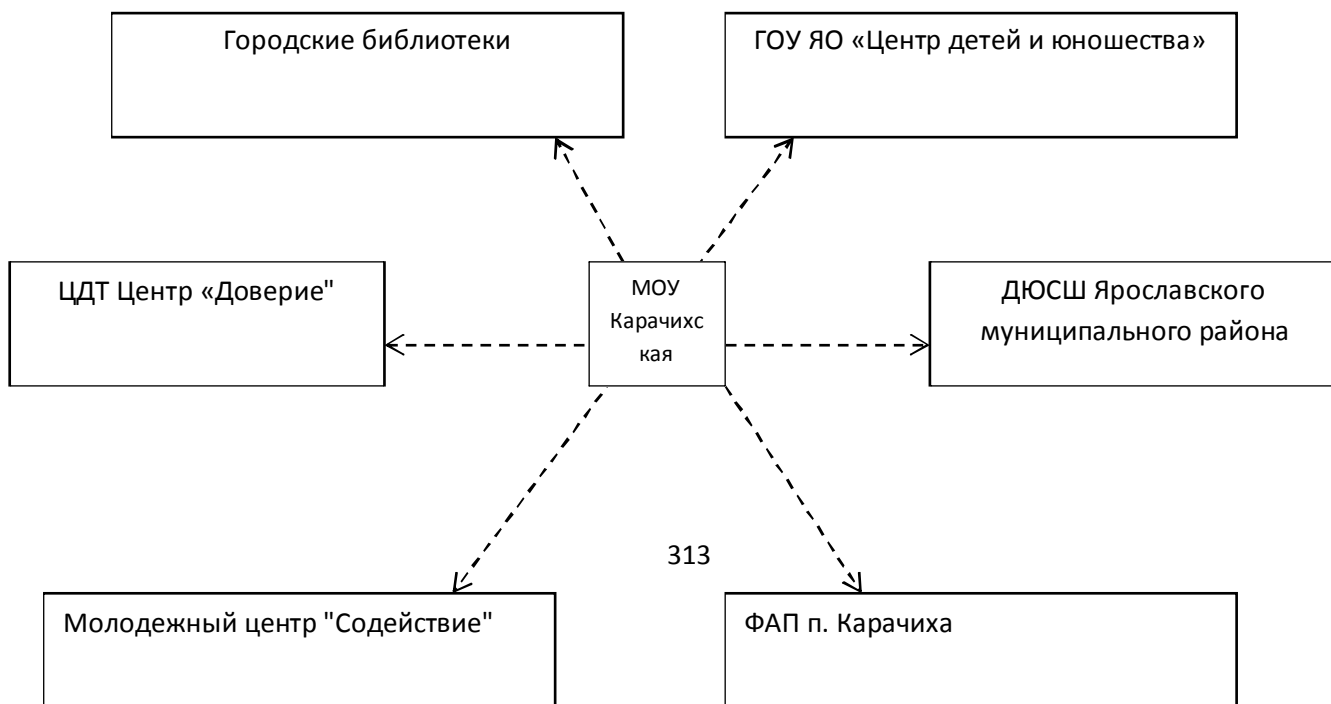 Городские библиотеки
ГОУ ЯО «Центр детей и юношества»
ЦДТ Центр «Доверие"
МОУ
Карачихс
кая
ДЮСШ Ярославского
муниципального района
313
Молодежный центр "Содействие"
ФАП п. Карачиха